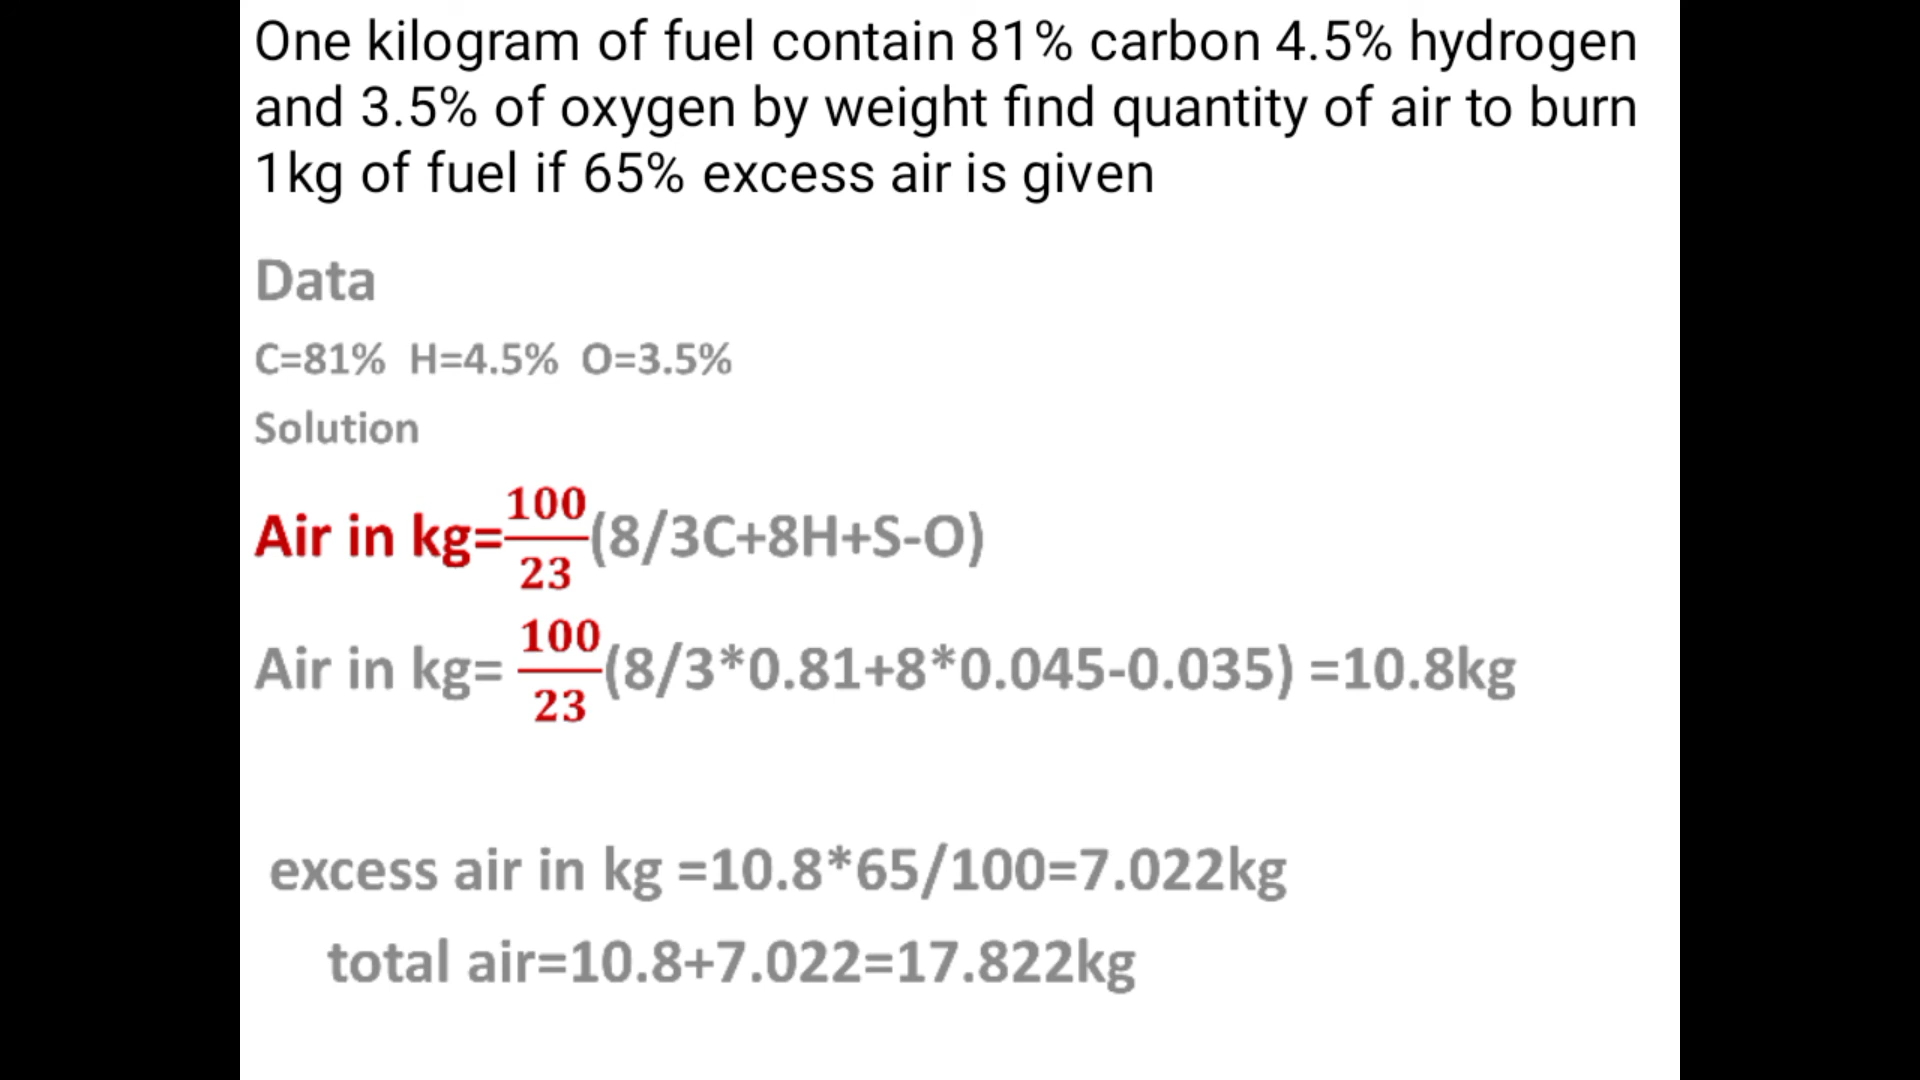 One kilogram of fuel contain 81% carbon 4.5% hydrogen
and 3.5% of oxygen by weight find quantity of air to burn
1kg of fuel if 65% excess air is given
Data
C=81% H=4.5% O=3.5%
Solution
Air in kg=100/23(8/3C+8H+S-O)
Air in kg= 100/23(8/3*0.81+8*0.045-0.035) =10.8kg
excess air in kg =10.8*65/100=7.022kg
total air=10.8+7.022=17.822kg